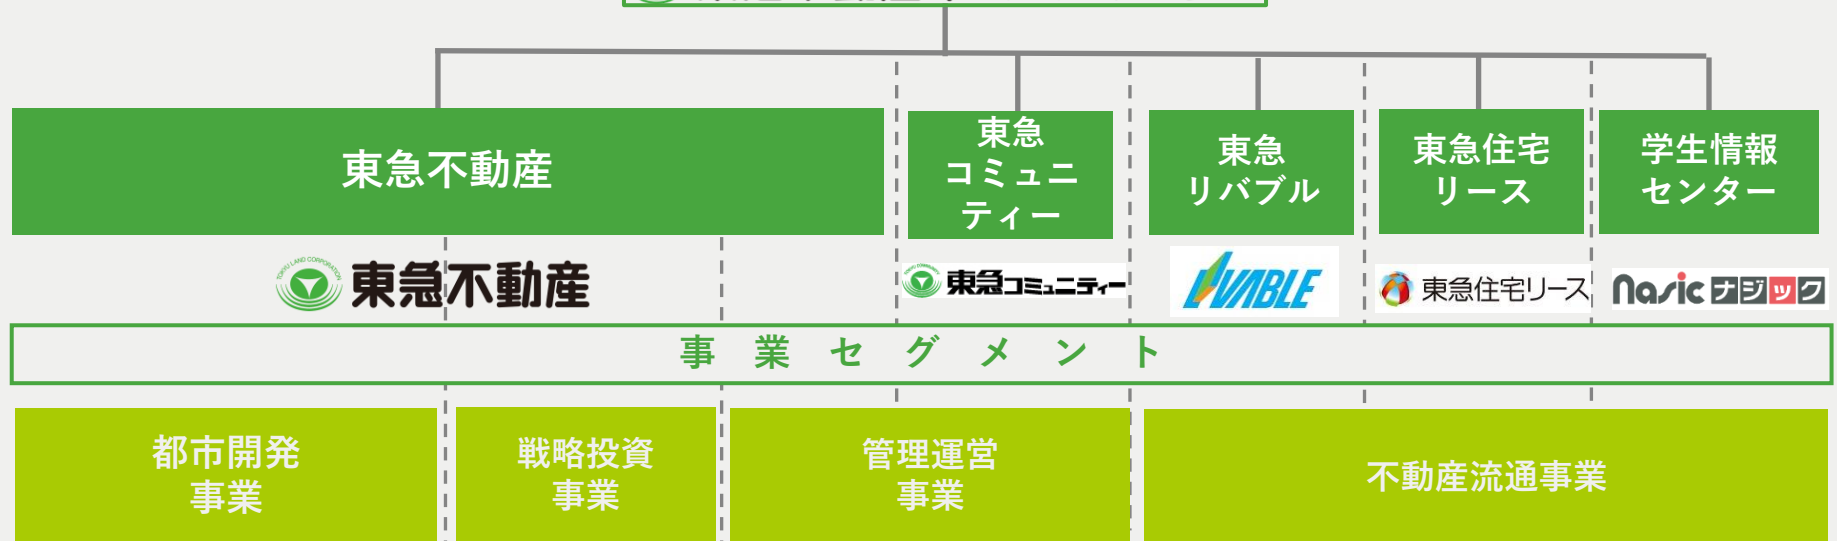 東急不動産
東急
コミュニ
ティー
東急
リバブル
東急住宅
リース
学生情報
センター
TOKYU LAND CORPORATION
東急不動産
東急コミュニティー
LIVABLE
東急住宅リース
nasic ナジック
事業セグメント
都市開発
事業
戦略投資
事業
管理運営
事業
不動産流通事業